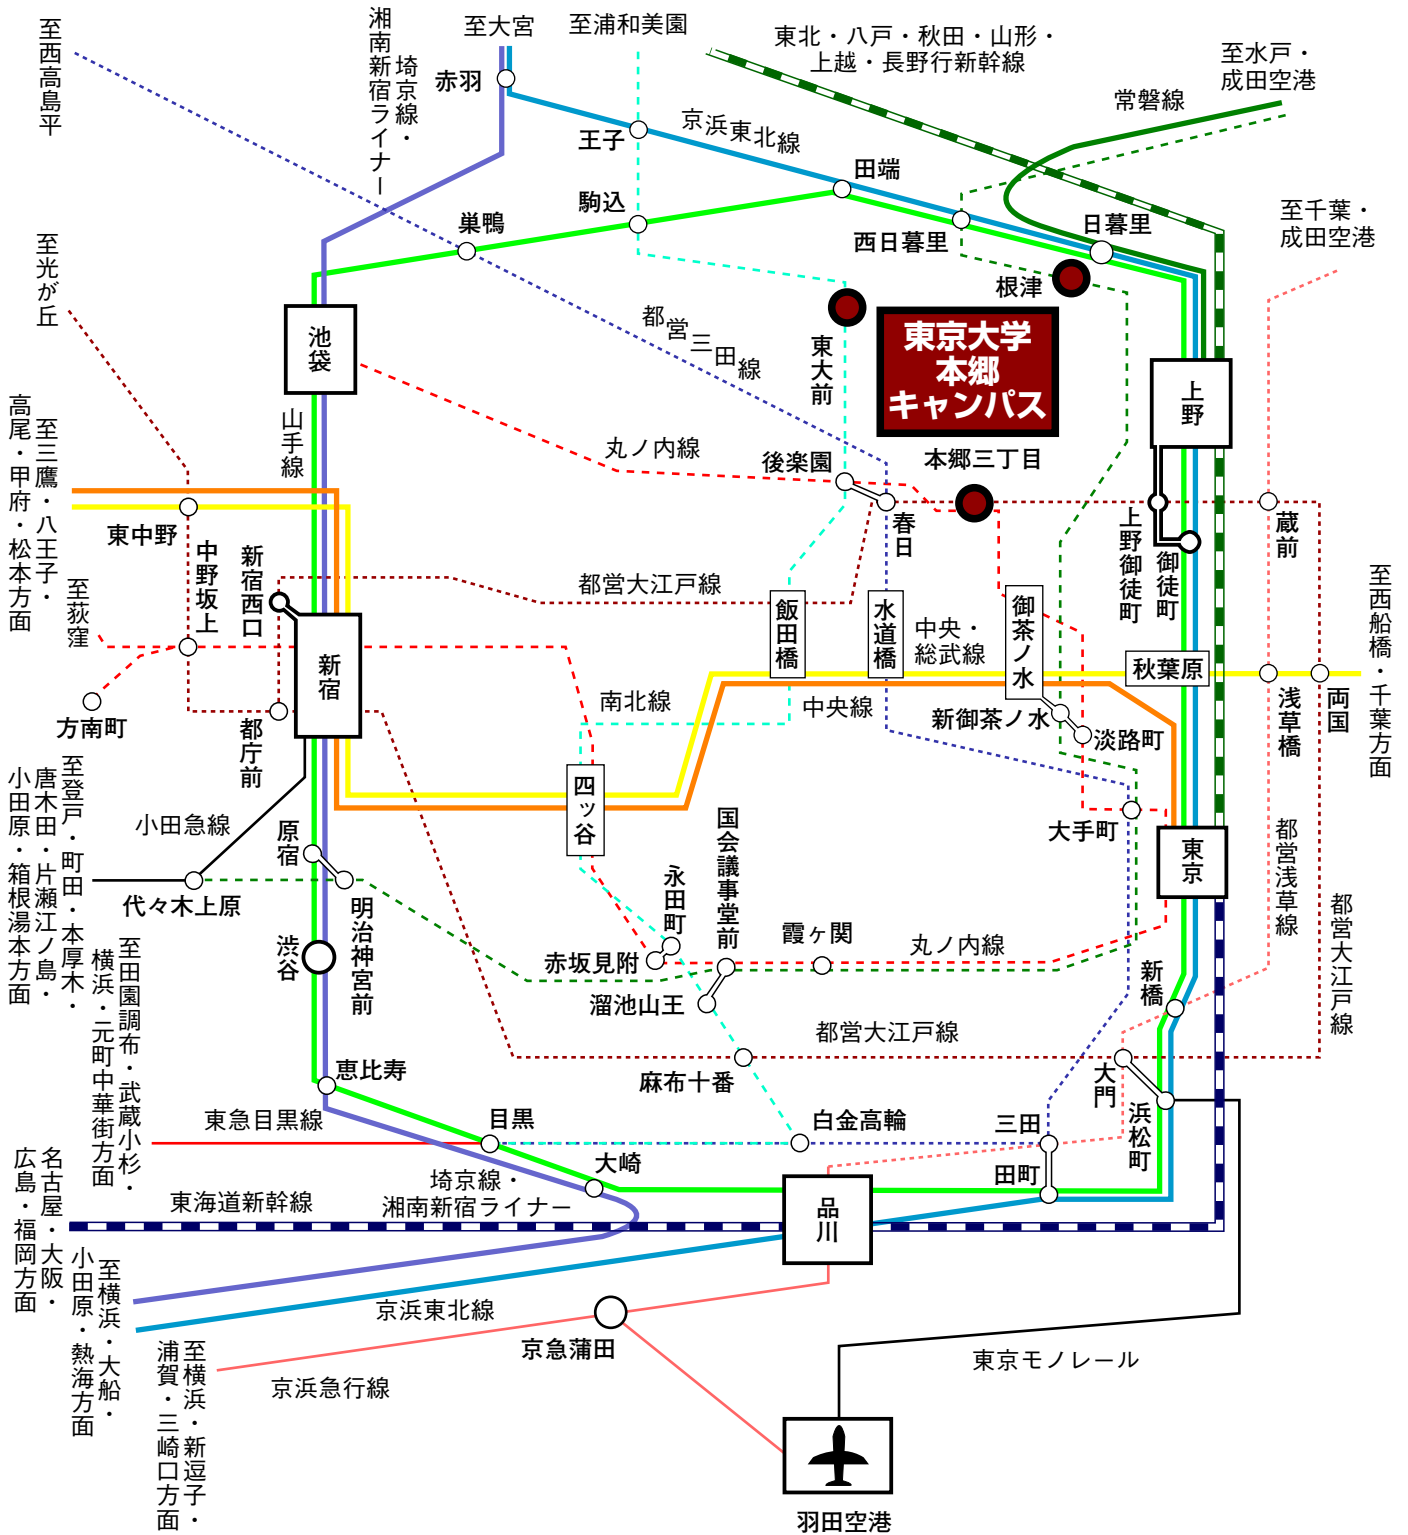 至西高島平
湘南新宿ライナー
埼京線・
至大宮
至浦和美園
東北・八戸・秋田・山形・
上越・長野行新幹線
至水戸・
成田空港
常磐線
赤羽
王子
京浜東北線
田端
駒込
巣鴨
西日暮里
日暮里
至千葉・
成田空港
至光が丘
根津
都営三田線
東大前
東京大学
本郷
キャンパス
池袋
上野
山手線
丸ノ内線
後楽園
本郷三丁目
春日
上野御徒町
御徒町
蔵前
至三鷹・八王子・
高尾・甲府・松本方面
東中野
中野坂上
新宿西口
都営大江戸線
至荻窪
飯田橋
水道橋
中央・
総武線
御茶ノ水
秋葉原
至西船橋・千葉方面
新宿
方南町
都庁前
南北線
中央線
新御茶ノ水
淡路町
浅草橋
両国
至登戸・町田・本厚木・
唐木田・片瀬江ノ島・
小田原・箱根湯本方面
小田急線
四ッ谷
大手町
東京
原宿
代々木上原
明治神宮前
国会議事堂前
永田町
都営浅草線
渋谷
赤坂見附
霞ヶ関
丸ノ内線
溜池山王
新橋
都営大江戸線
至田園調布・武蔵小杉・
横浜・元町中華街方面
都営大江戸線
恵比寿
麻布十番
大門
浜松町
東急目黒線
目黒
白金高輪
三田
大崎
田町
名古屋・大阪・
広島・福岡方面
東海道新幹線
埼京線・
湘南新宿ライナー
品川
至横浜・大船・
小田原・熱海方面
京浜東北線
京急蒲田
東京モノレール
至横浜・新逗子・
浦賀・三崎口方面
京浜急行線
羽田空港